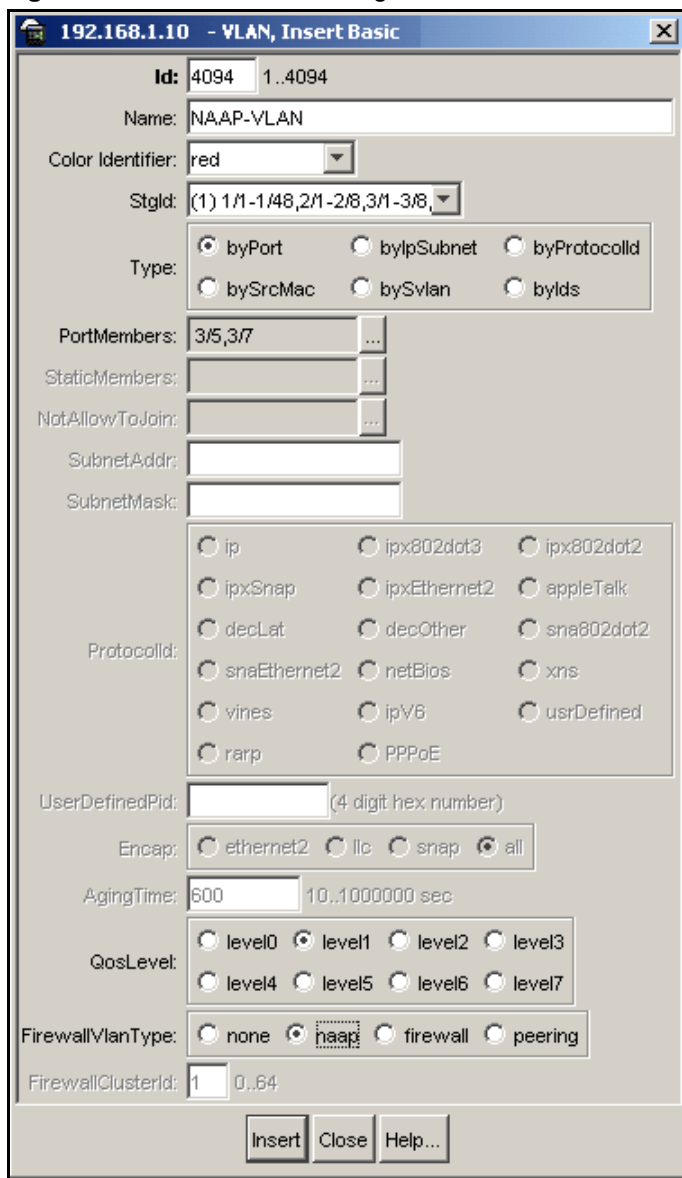 192.168.1.10 - VLAN, Insert Basic
Id: 4094 1..4094
Name: NAAP-VLAN
Color Identifier: red
StgId: (1) 1/1-1/48,2/1-2/8,3/1-3/8,
Type: byPort byIpSubnet byProtocolId
bySrcMac bySvlan byIds
PortMembers: 3/5,3/7 ...
StaticMembers: ...
NotAllowToJoin: ...
SubnetAddr:
SubnetMask:
ProtocolId: ip ipx802dot3 ipx802dot2
ipxSnap ipxEthernet2 appleTalk
decLat decOther sna802dot2
snaEthernet2 netBios xns
vines ipV6 usrDefined
rarp PPPoE
UserDefinedPid: (4 digit hex number)
Encap: ethernet2 llc snap all
AgingTime: 600 10..1000000 sec
QosLevel: level0 level1 level2 level3
level4 level5 level6 level7
FirewallVlanType: none naap firewall peering
FirewallClusterId: 1 0..64
Insert Close Help...